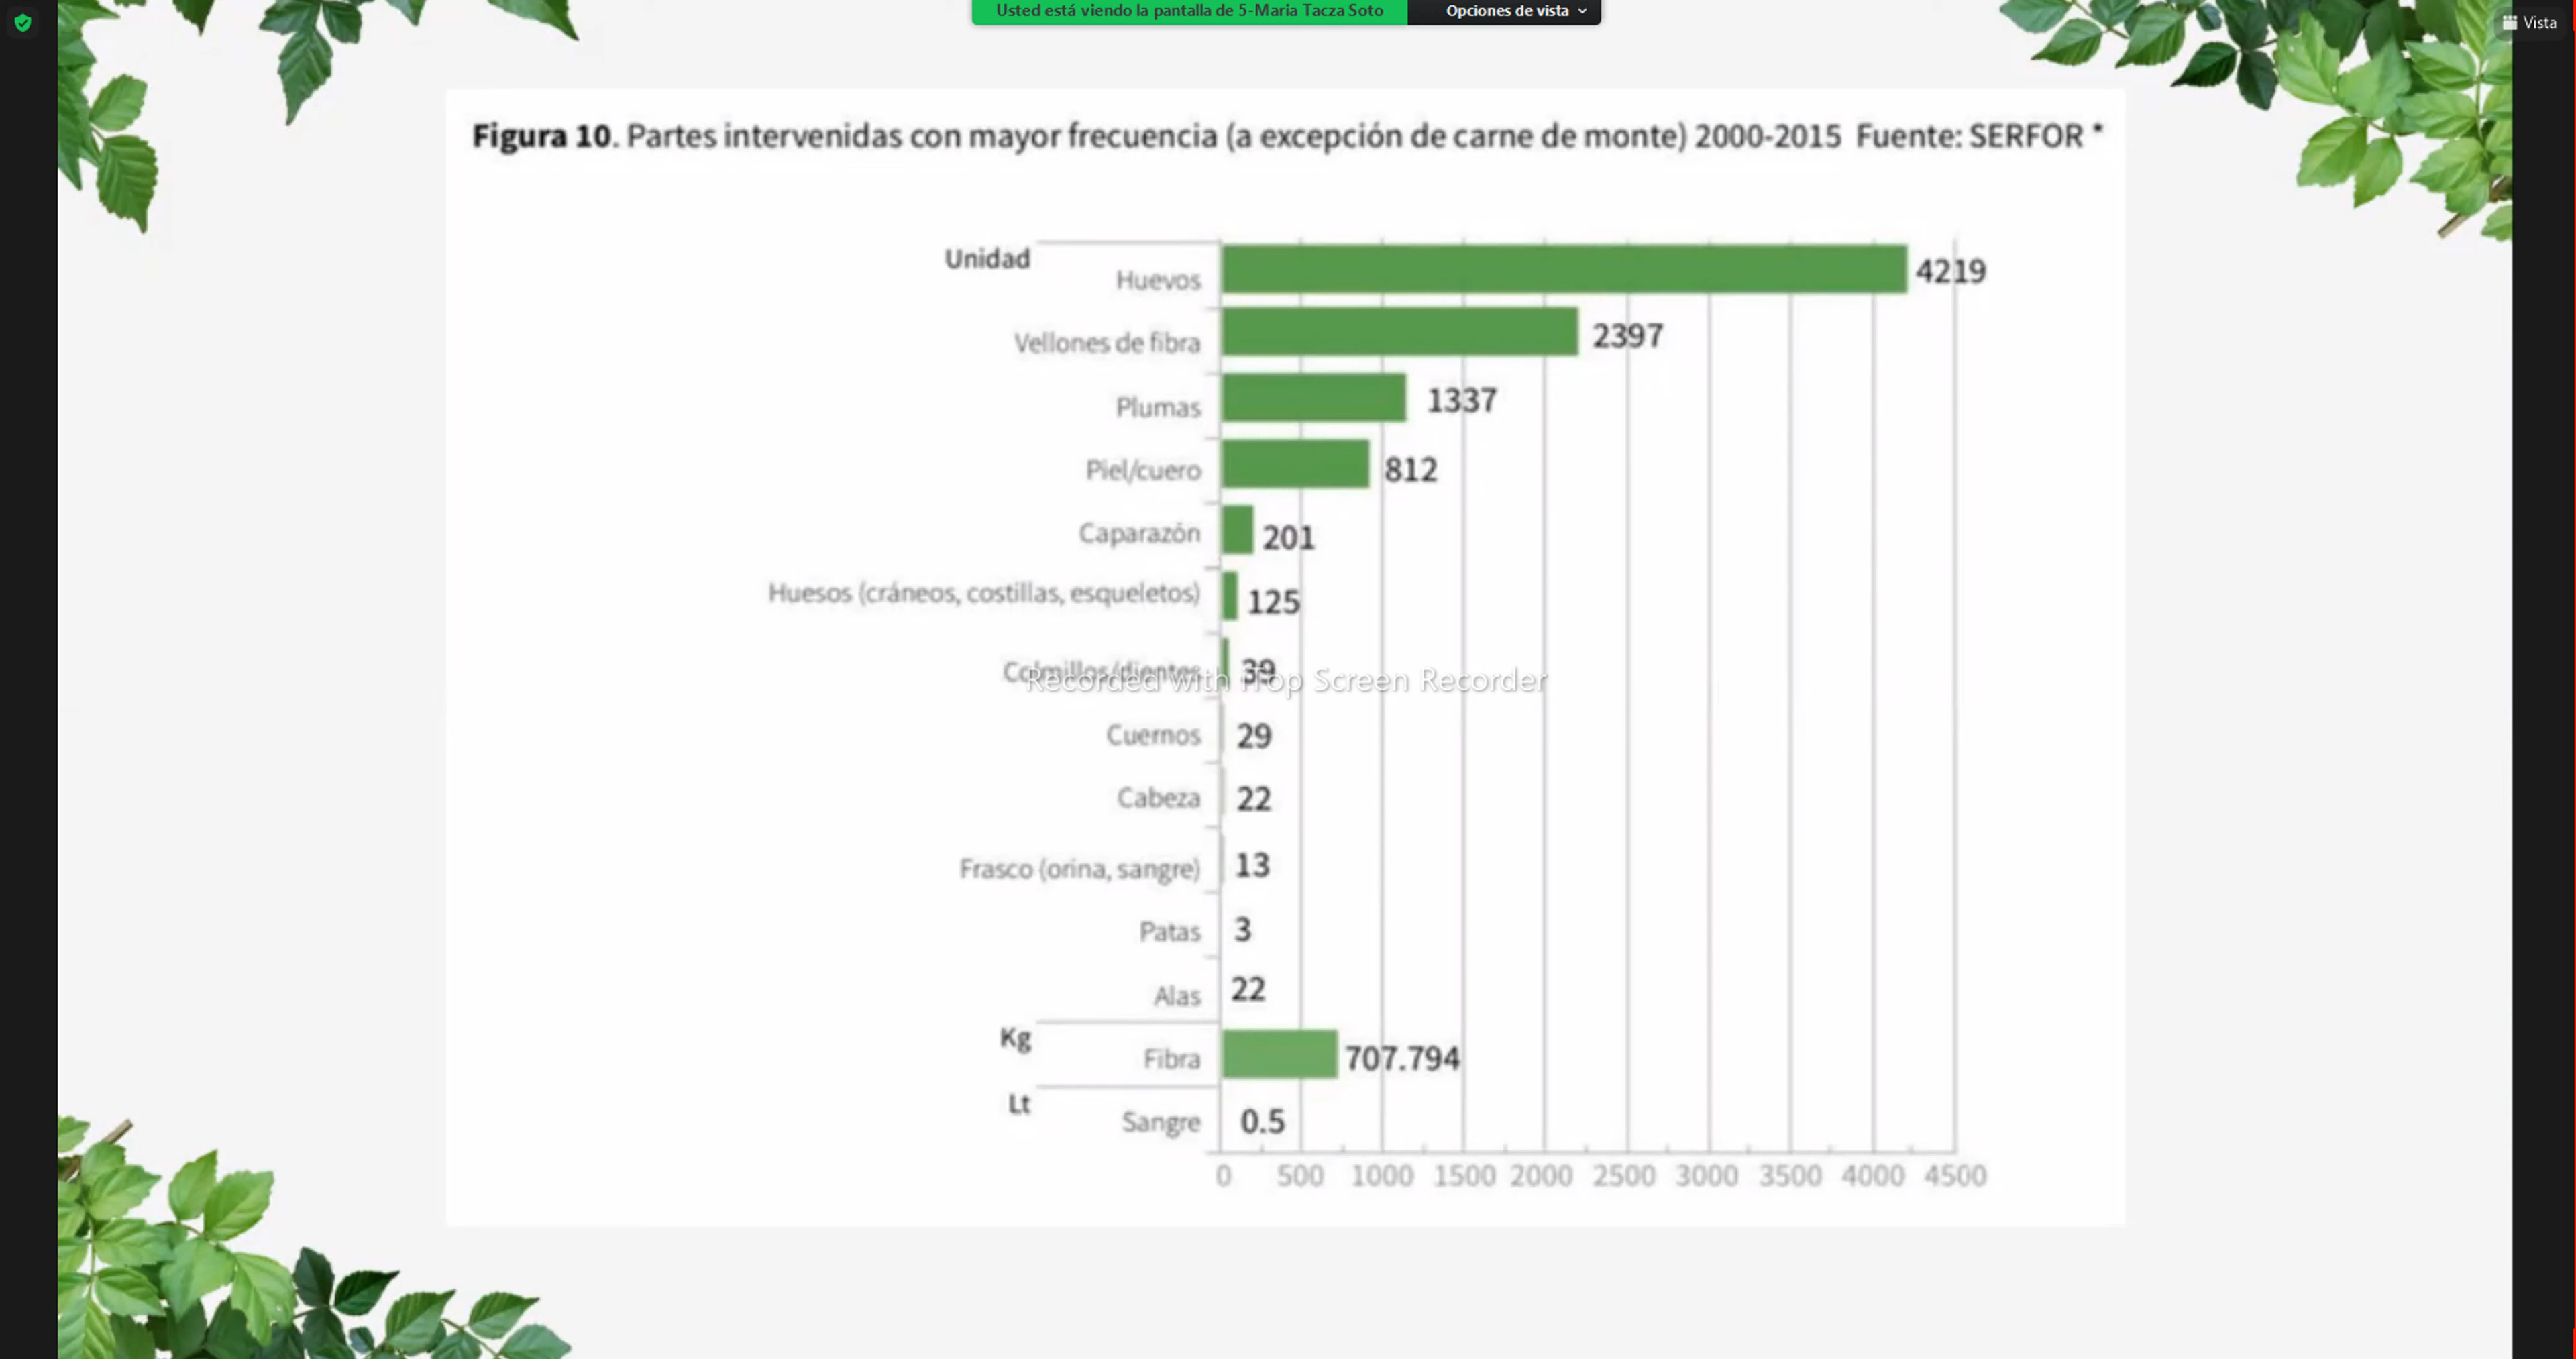 Usted está viendo la pantalla de 5-Maria Tacza Soto
Opciones de vista
Vista
Figura 10. Partes intervenidas con mayor frecuencia (a excepción de carne de monte) 2000-2015 Fuente: SERFOR *
Unidad
Huevos 4219
Vellones de fibra 2397
Plumas 1337
Piel/cuero 812
Caparazón 201
Huesos (cráneos, costillas, esqueletos) 125
Colmillos/dientes 39
Recorded with iTop Screen Recorder
Cuernos 29
Cabeza 22
Frasco (orina, sangre) 13
Patas 3
Alas 22
Kg
Fibra 707.794
Lt
Sangre 0.5
0 500 1000 1500 2000 2500 3000 3500 4000 4500